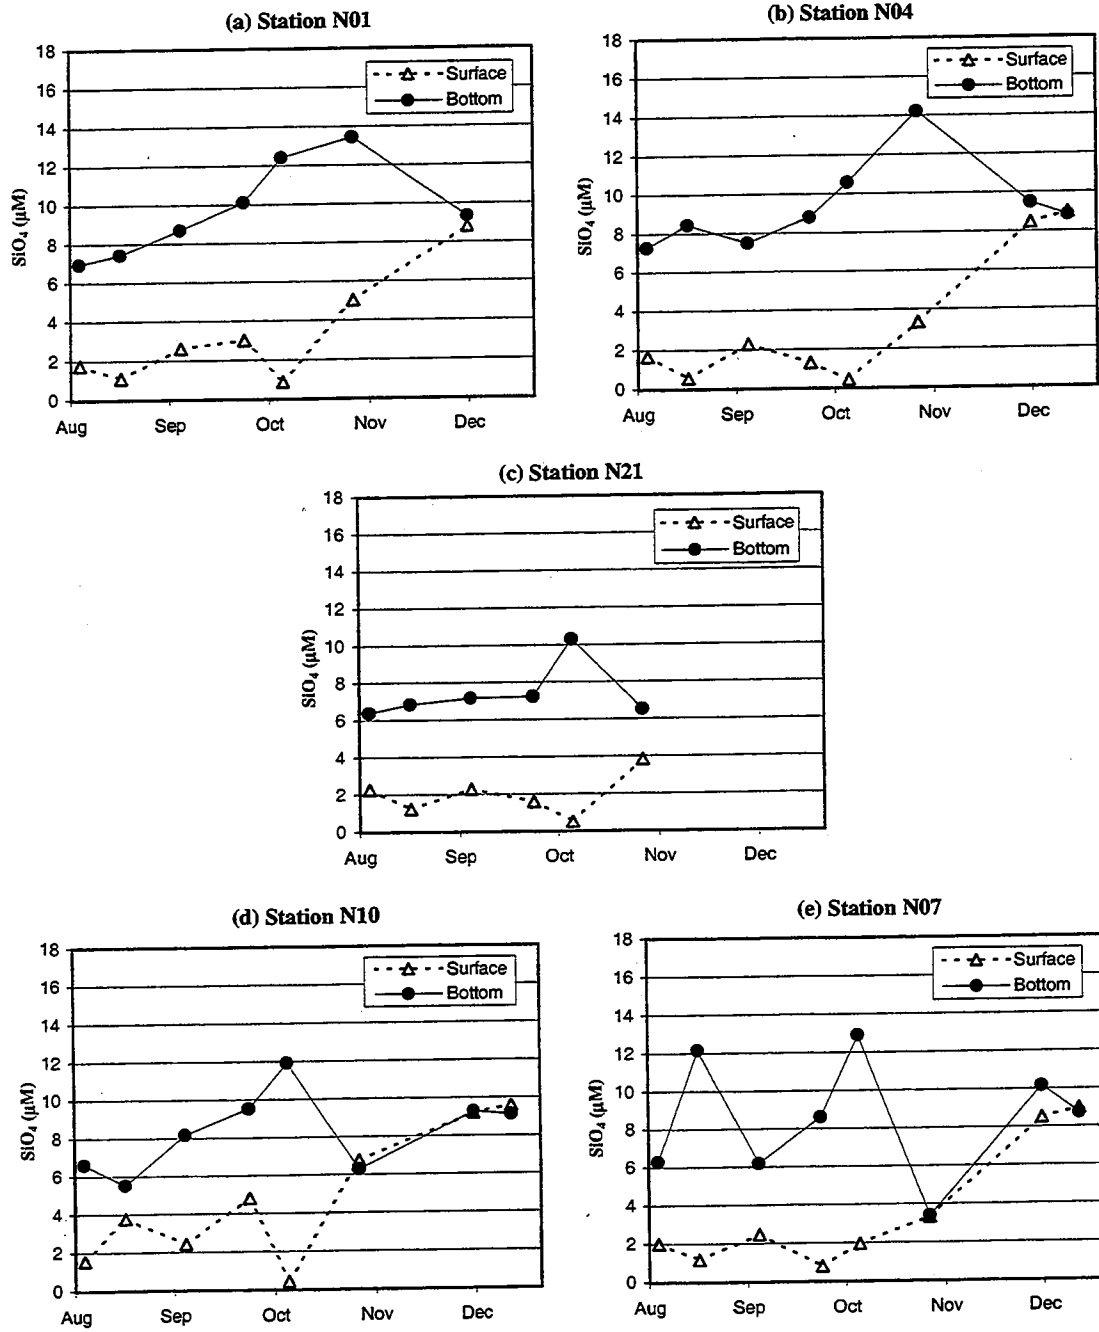 (a) Station N01
18
16
14
12
10
8
6
4
2
0
SiO4 (µM)
Surface
Bottom
Aug Sep Oct Nov Dec
(b) Station N04
18
16
14
12
10
8
6
4
2
0
SiO4 (µM)
Surface
Bottom
Aug Sep Oct Nov Dec
(c) Station N21
18
16
14
12
10
8
6
4
2
0
SiO4 (µM)
Surface
Bottom
Aug Sep Oct Nov Dec
(d) Station N10
18
16
14
12
10
8
6
4
2
0
SiO4 (µM)
Surface
Bottom
Aug Sep Oct Nov Dec
(e) Station N07
18
16
14
12
10
8
6
4
2
0
SiO4 (µM)
Surface
Bottom
Aug Sep Oct Nov Dec